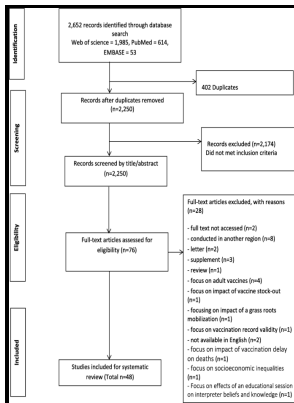 Identification
2,652 records identified through database
search
Web of science = 1,985, PubMed = 614,
EMBASE = 53
402 Duplicates
Screening
Records after duplicates removed
(n=2,250)
Records excluded (n=2,174)
Did not met inclusion criteria
Records screened by title/abstract
(n=2,250)
Eligibility
Full-text articles assessed for
eligibility (n=76)
Full-text articles excluded, with reasons
(n=28)
- full text not accessed (n=2)
- conducted in another region (n=8)
- letter (n=2)
- supplement (n=3)
- review (n=1)
- focus on adult vaccines (n=4)
- focus on impact of vaccine stock-out
(n=1)
- focusing on impact of a grass roots
mobilization (n=1)
- focus on vaccination record validity (n=1)
- not available in English (n=2)
- focus on impact of vaccination delay
on deaths (n=1)
- focus on socioeconomic inequalities
(n=1)
- Focus on effects of an educational session
on interpreter beliefs and knowledge (n=1)
Included
Studies included for systematic
review (Total n=48)